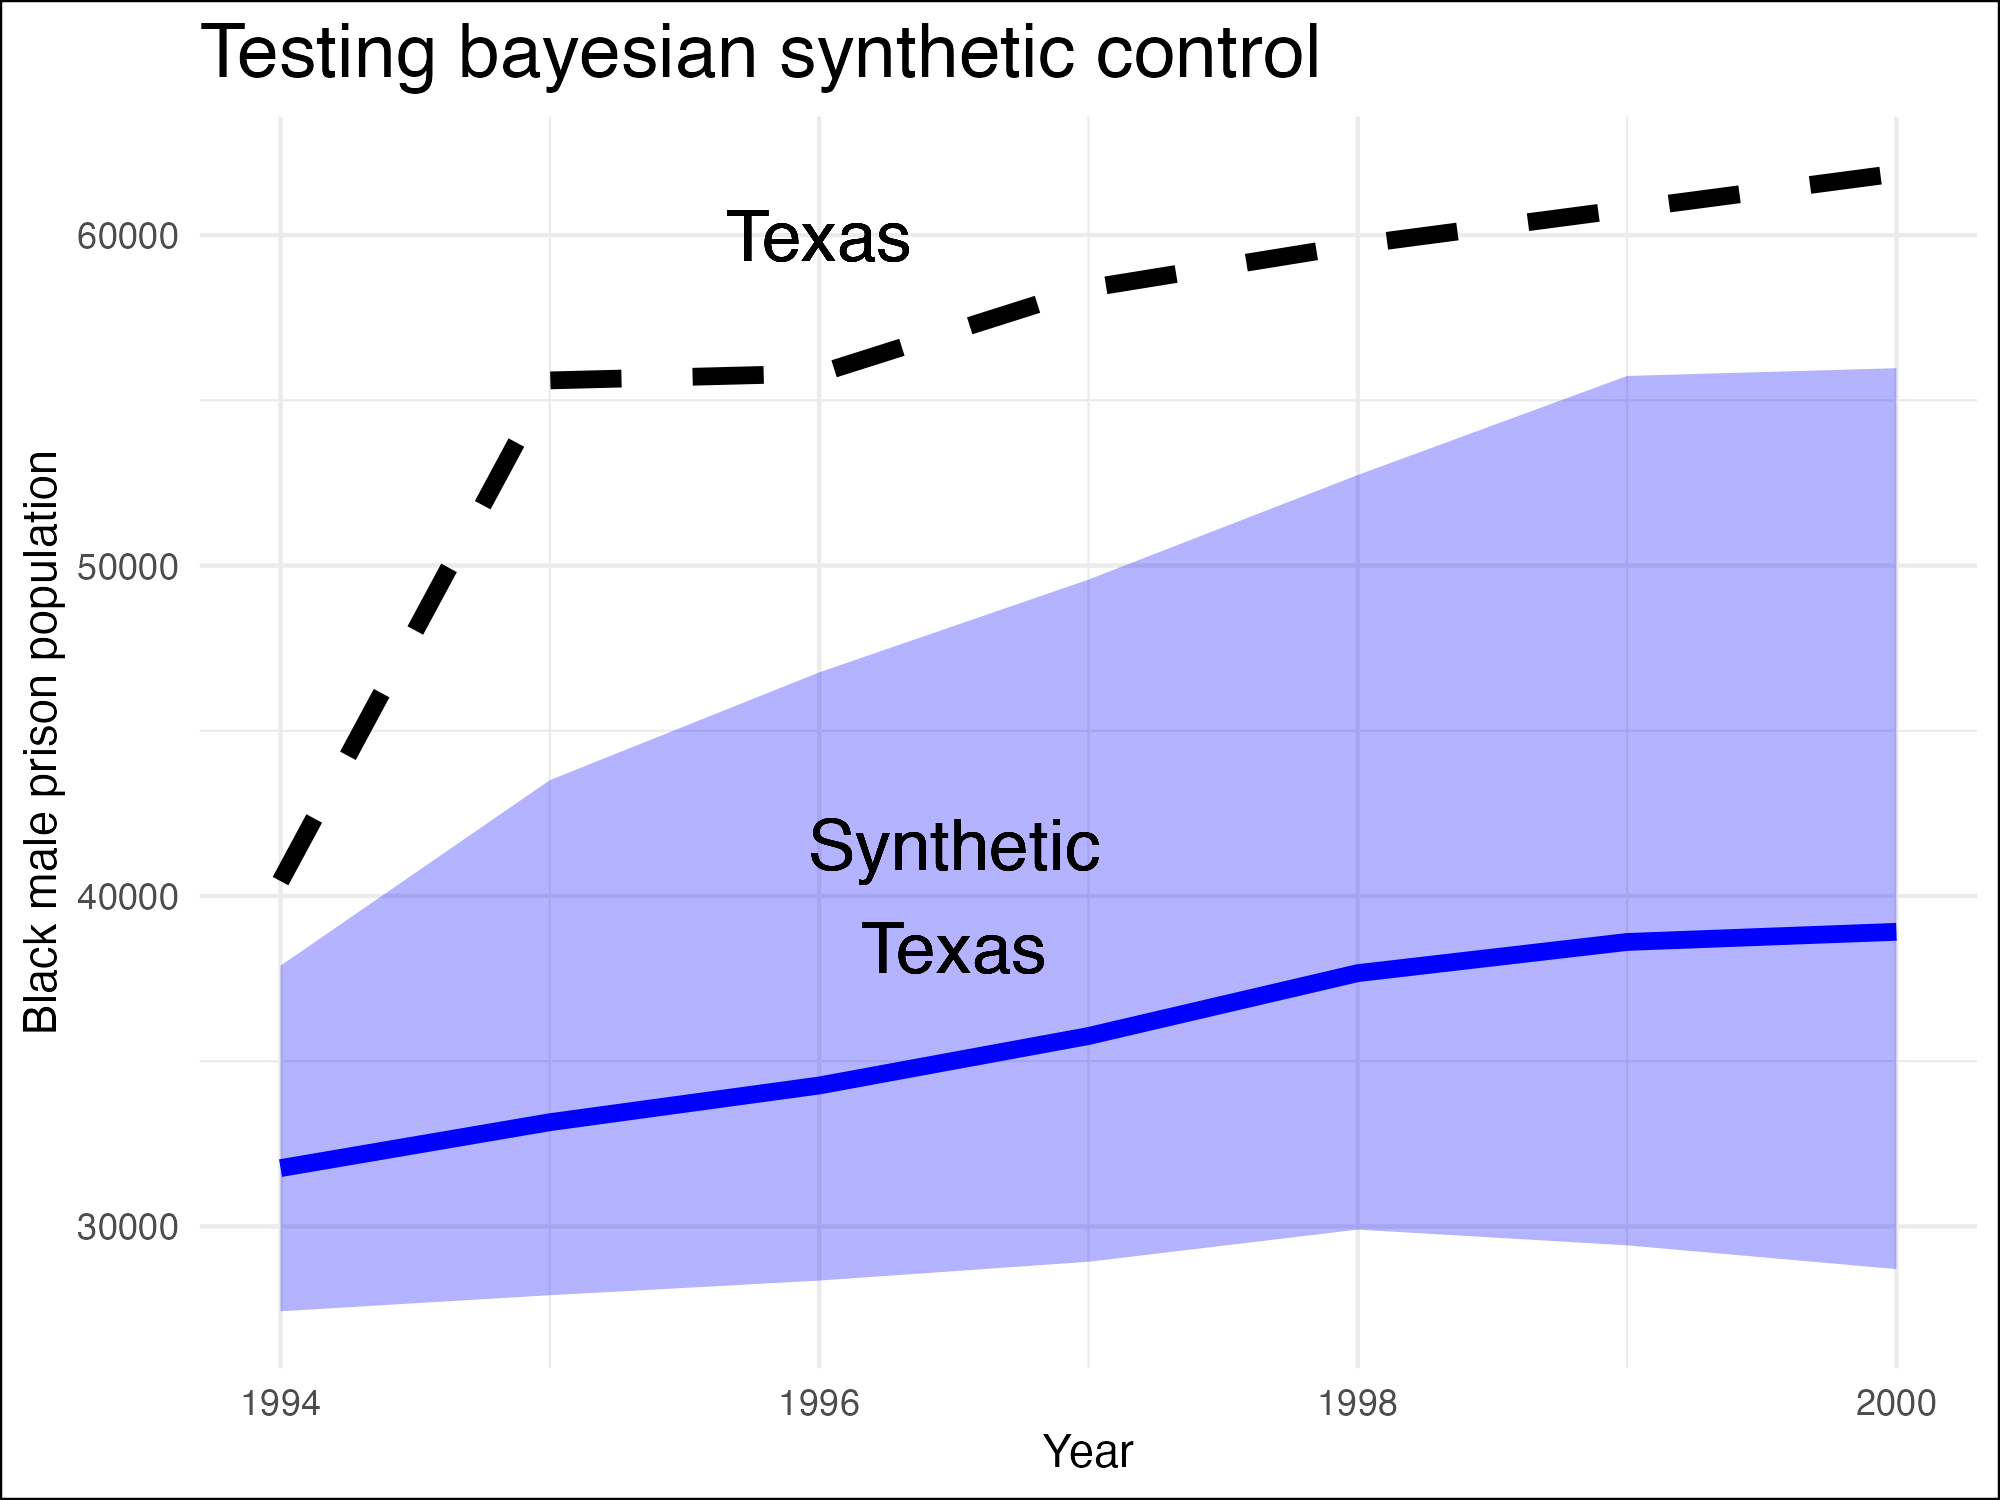 Testing bayesian synthetic control
Black male prison population
60000
50000
40000
30000
Texas
Synthetic
Texas
1994
1996
1998
2000
Year